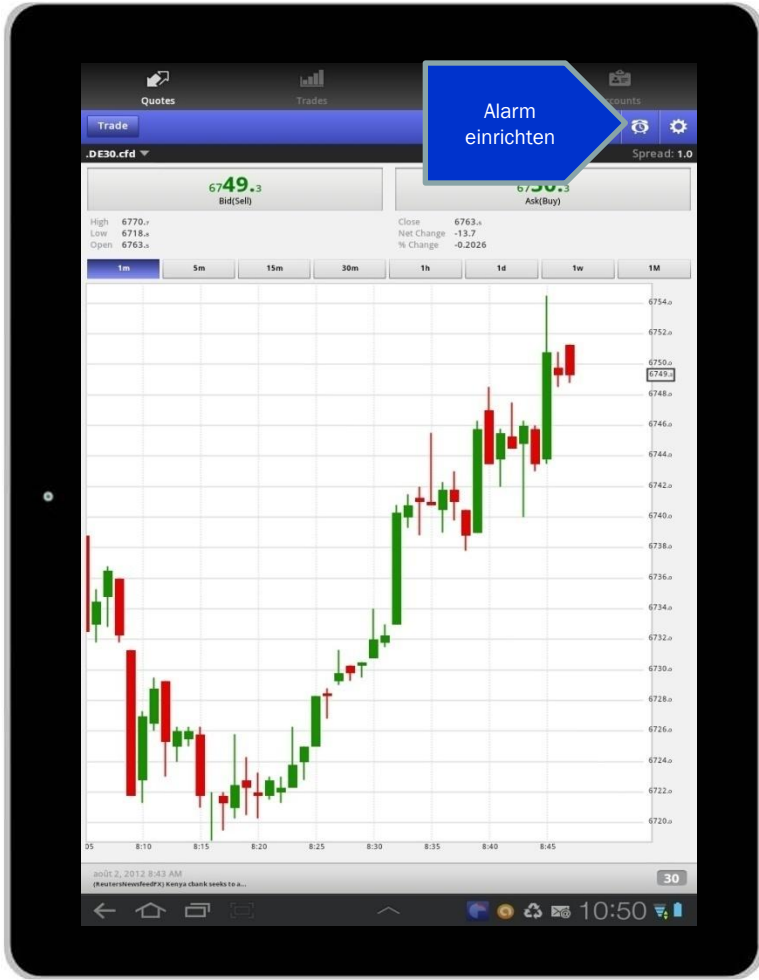 Quotes
Trades
Alarm
einrichten
Trade
.DE30.cfd
Spread: 1.0
6749.3
Bid(Sell)
Ask(Buy)
High 6770.7
Low
Open
Close
Net Change -13.7
% Change -0.2026
1m 5m 15m 30m 1h 1d 1w 1M
6754.0
6752.0
6750.0
6748.0
6746.0
6744.0
6742.0
6740.0
6738.0
6736.0
6734.0
6732.0
6730.0
6728.0
6726.0
6724.0
6722.0
6720.0
05 8:10 8:15 8:20 8:25 8:30 8:35 8:40 8:45
août 2, 2012 8:43 AM
(ReutersNewsfeedFX) Kenya cbank seeks to a...
30
10:50